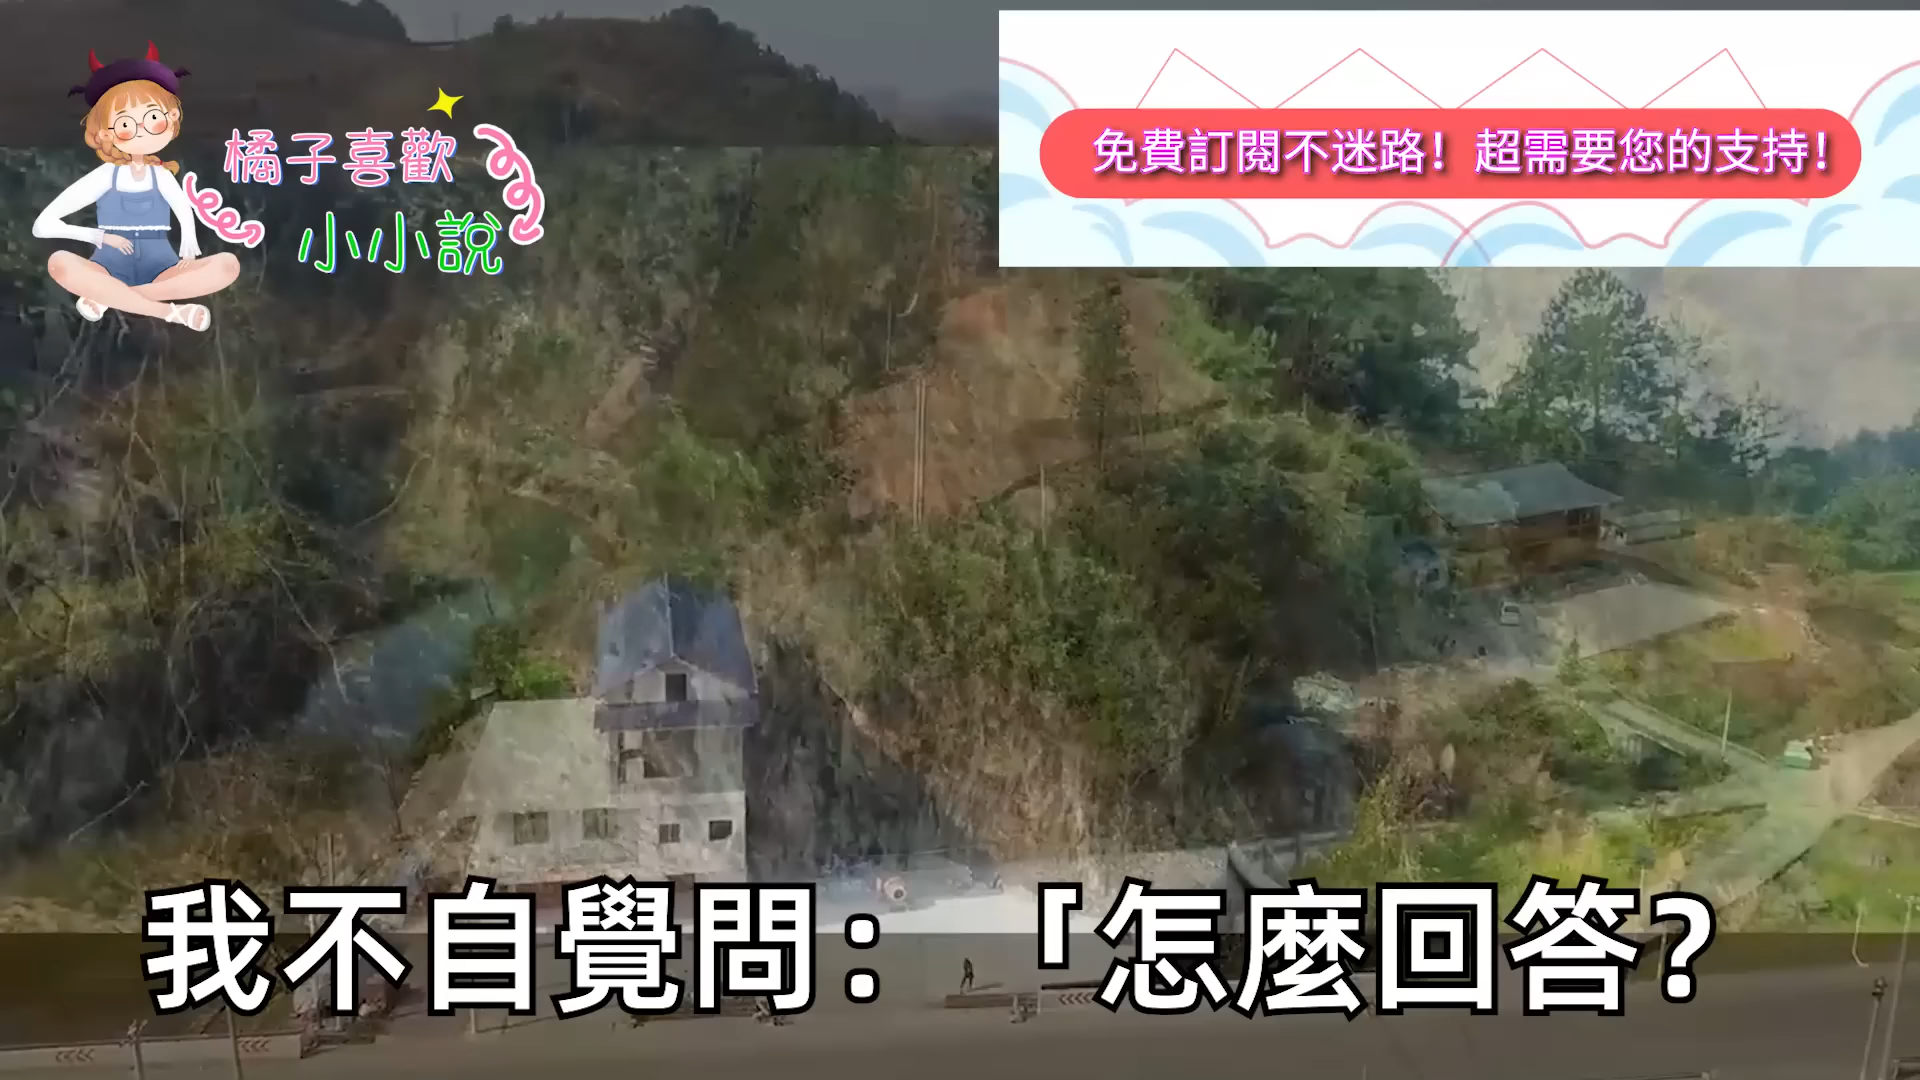 橘子喜歡
小小說
免費訂閱不迷路！超需要您的支持！
我不自覺問：「怎麼回答？